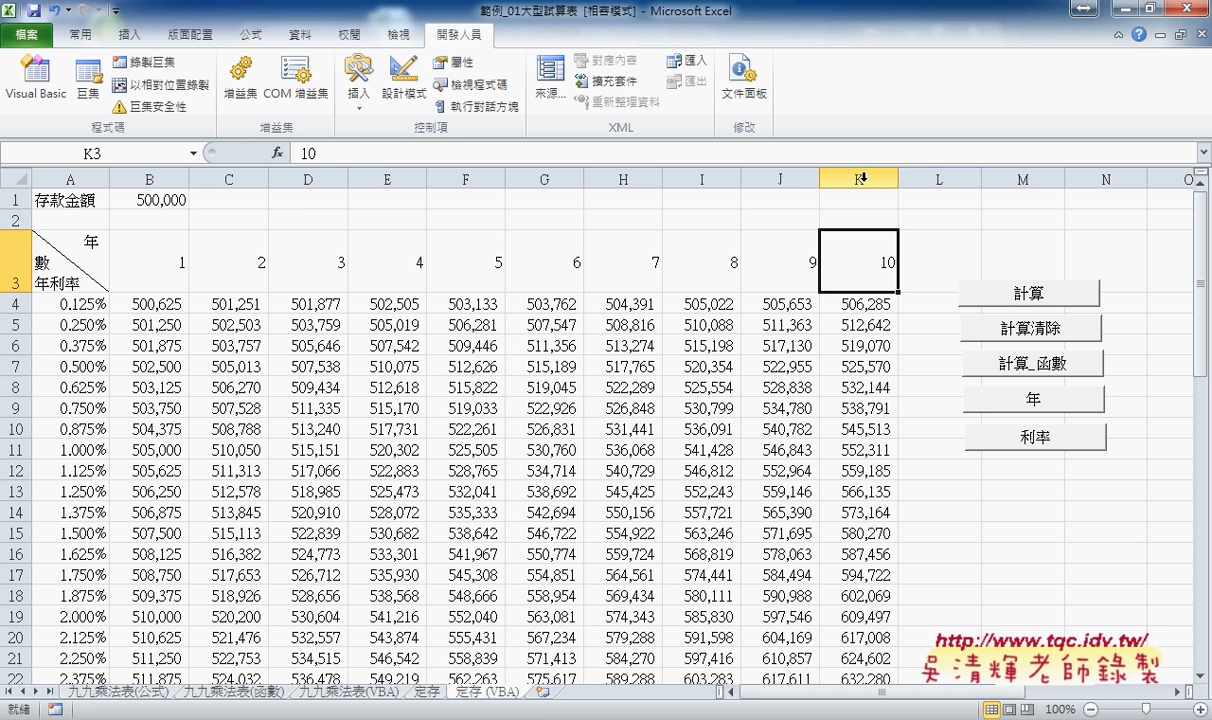 範例_01大型試算表 [相容模式] - Microsoft Excel
檔案 常用 插入 版面配置 公式 資料 校閱 檢視 開發人員
Visual Basic 巨集 錄製巨集 以相對位置錄製 巨集安全性 增益集 COM 增益集 插入 設計模式 屬性 檢視程式碼 執行對話方塊 來源... 對應內容 擴充套件 重新整理資料 匯入 匯出 文件面板
程式碼 增益集 控制項 XML 修改
K3 fx 10
A B C D E F G H I J K L M N O
1 存款金額 500,000
2
3 年數 年利率 1 2 3 4 5 6 7 8 9 10
4 0.125% 500,625 501,251 501,877 502,505 503,133 503,762 504,391 505,022 505,653 506,285
5 0.250% 501,250 502,503 503,759 505,019 506,281 507,547 508,816 510,088 511,363 512,642
6 0.375% 501,875 503,757 505,646 507,542 509,446 511,356 513,274 515,198 517,130 519,070
7 0.500% 502,500 505,013 507,538 510,075 512,626 515,189 517,765 520,354 522,955 525,570
8 0.625% 503,125 506,270 509,434 512,618 515,822 519,045 522,289 525,554 528,838 532,144
9 0.750% 503,750 507,528 511,335 515,170 519,033 522,926 526,848 530,799 534,780 538,791
10 0.875% 504,375 508,788 513,240 517,731 522,261 526,831 531,441 536,091 540,782 545,513
11 1.000% 505,000 510,050 515,151 520,302 525,505 530,760 536,068 541,428 546,843 552,311
12 1.125% 505,625 511,313 517,066 522,883 528,765 534,714 540,729 546,812 552,964 559,185
13 1.250% 506,250 512,578 518,985 525,473 532,041 538,692 545,425 552,243 559,146 566,135
14 1.375% 506,875 513,845 520,910 528,072 535,333 542,694 550,156 557,721 565,390 573,164
15 1.500% 507,500 515,113 522,839 530,682 538,642 546,722 554,922 563,246 571,695 580,270
16 1.625% 508,125 516,382 524,773 533,301 541,967 550,774 559,724 568,819 578,063 587,456
17 1.750% 508,750 517,653 526,712 535,930 545,308 554,851 564,561 574,441 584,494 594,722
18 1.875% 509,375 518,926 528,656 538,568 548,666 558,954 569,434 580,111 590,988 602,069
19 2.000% 510,000 520,200 530,604 541,216 552,040 563,081 574,343 585,830 597,546 609,497
20 2.125% 510,625 521,476 532,557 543,874 555,431 567,234 579,288 591,598 604,169 617,008
21 2.250% 511,250 522,753 534,515 546,542 558,839 571,413 584,270 597,416 610,857 624,602
22 2.375% 511,875 524,032 536,478 549,219 562,263 575,617 589,288 603,283 617,611 632,280
計算
計算清除
計算_函數
年
利率
http://www.tqc.idv.tw/
吳清輝老師錄製
九九乘法表(公式) 九九乘法表(函數) 九九乘法表(VBA) 定存 定存 (VBA)
就緒 100%